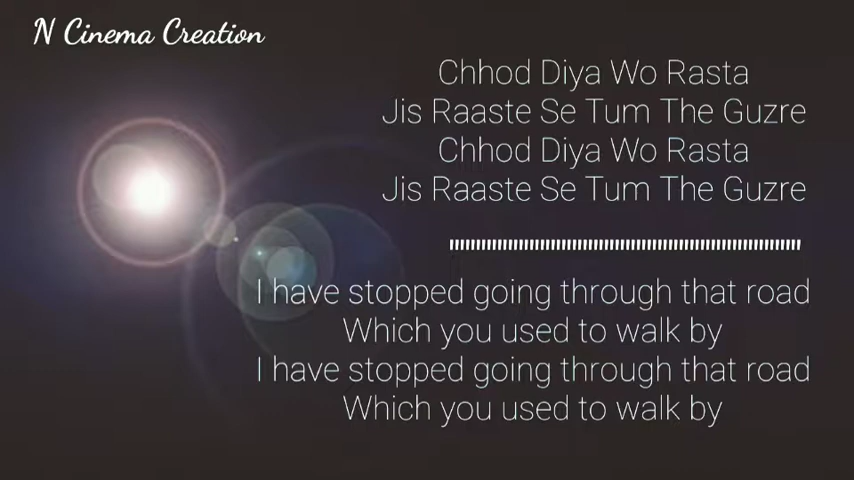 N Cinema Creation
Chhod Diya Wo Rasta
Jis Raaste Se Tum The Guzre
Chhod Diya Wo Rasta
Jis Raaste Se Tum The Guzre
I have stopped going through that road
Which you used to walk by
I have stopped going through that road
Which you used to walk by